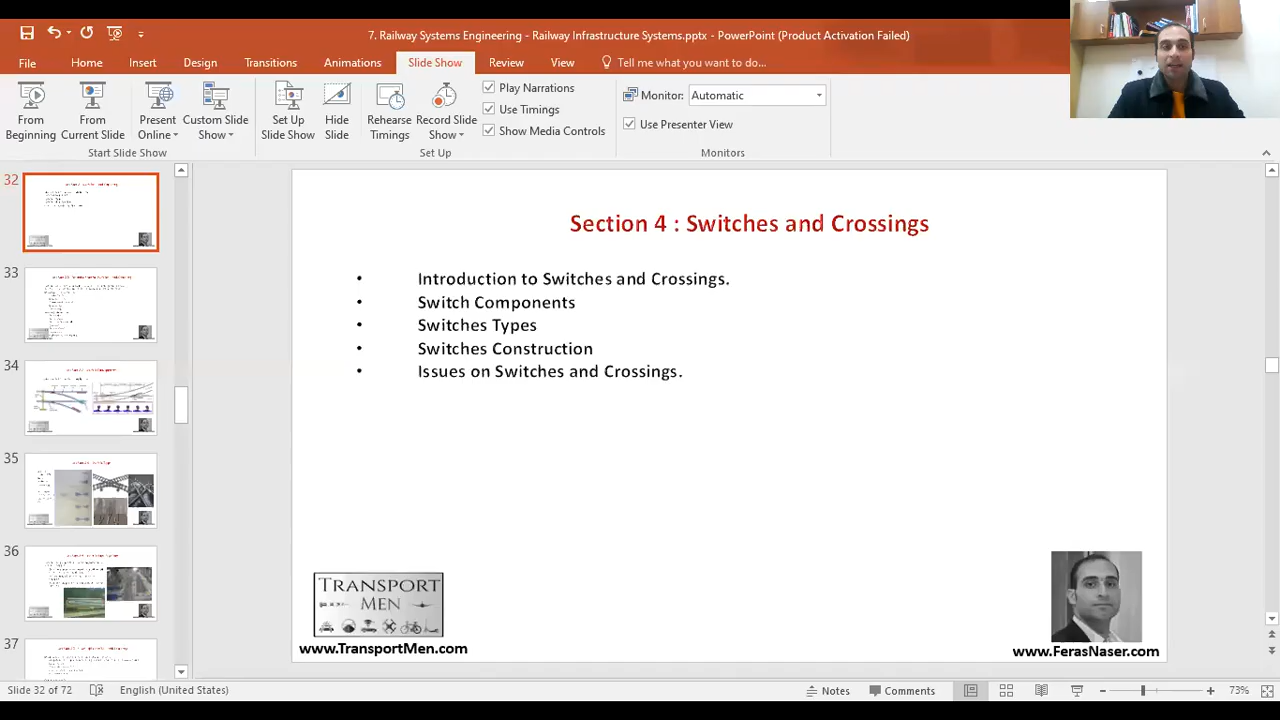 7. Railway Systems Engineering - Railway Infrastructure Systems.pptx - PowerPoint (Product Activation Failed)
File Home Insert Design Transitions Animations Slide Show Review View Tell me what you want to do...
From Beginning
From Current Slide
Present Online
Custom Slide Show
Set Up Slide Show
Hide Slide
Rehearse Timings
Record Slide Show
Play Narrations
Use Timings
Show Media Controls
Monitor: Automatic
Use Presenter View
Start Slide Show
Set Up
Monitors
32
33
34
35
36
37
Section 4 : Switches and Crossings
• Introduction to Switches and Crossings.
• Switch Components
• Switches Types
• Switches Construction
• Issues on Switches and Crossings.
TRANSPORT
MEN
www.TransportMen.com
www.FerasNaser.com
Slide 32 of 72 English (United States) Notes Comments 73%